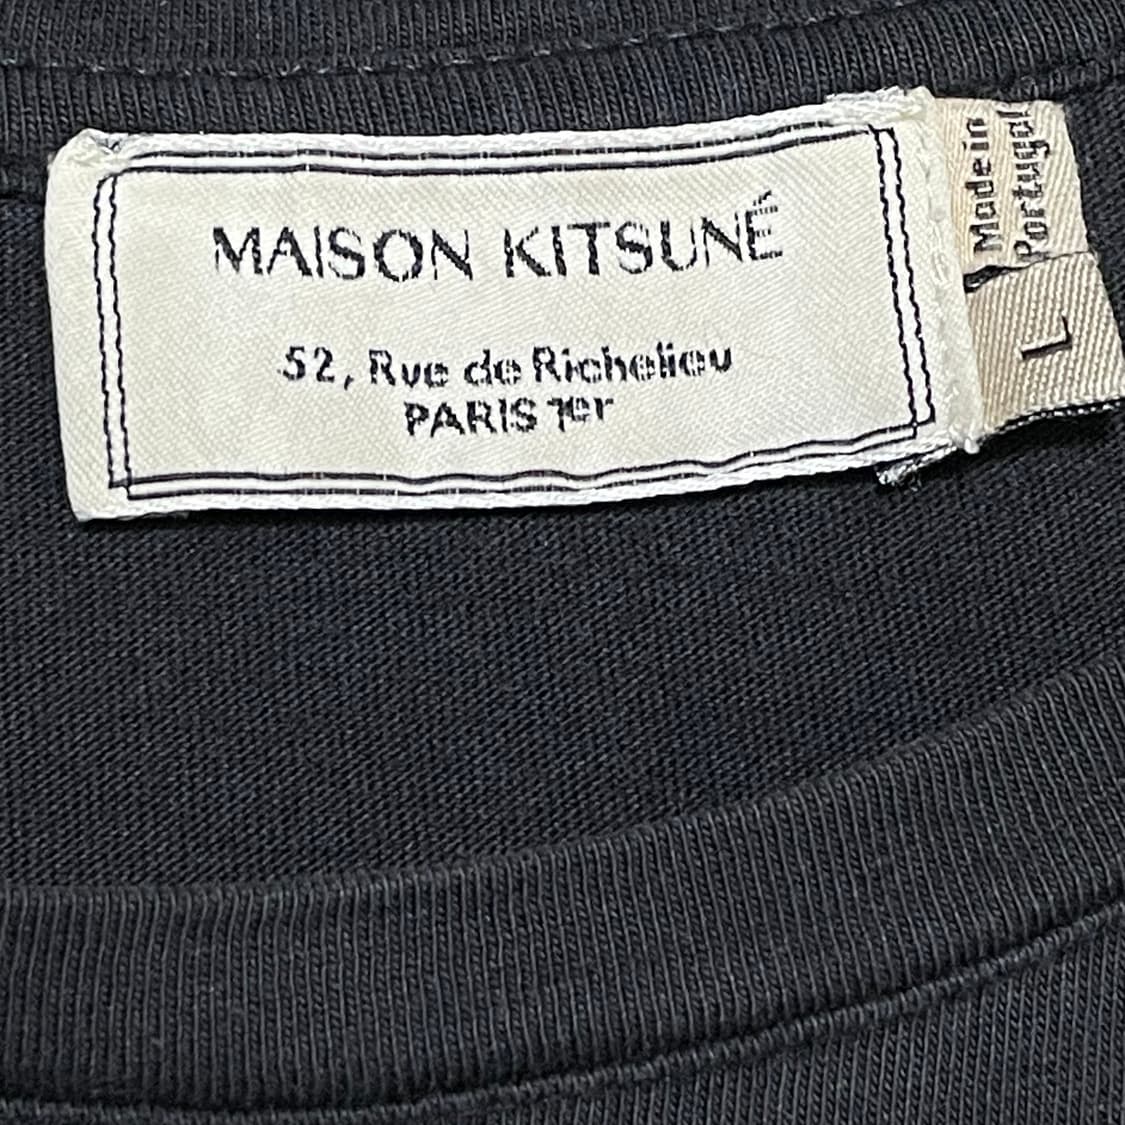 MAISON KITSUNÉ
52, Rue de Richelieu
PARIS 1er
Made in
Portugal
L